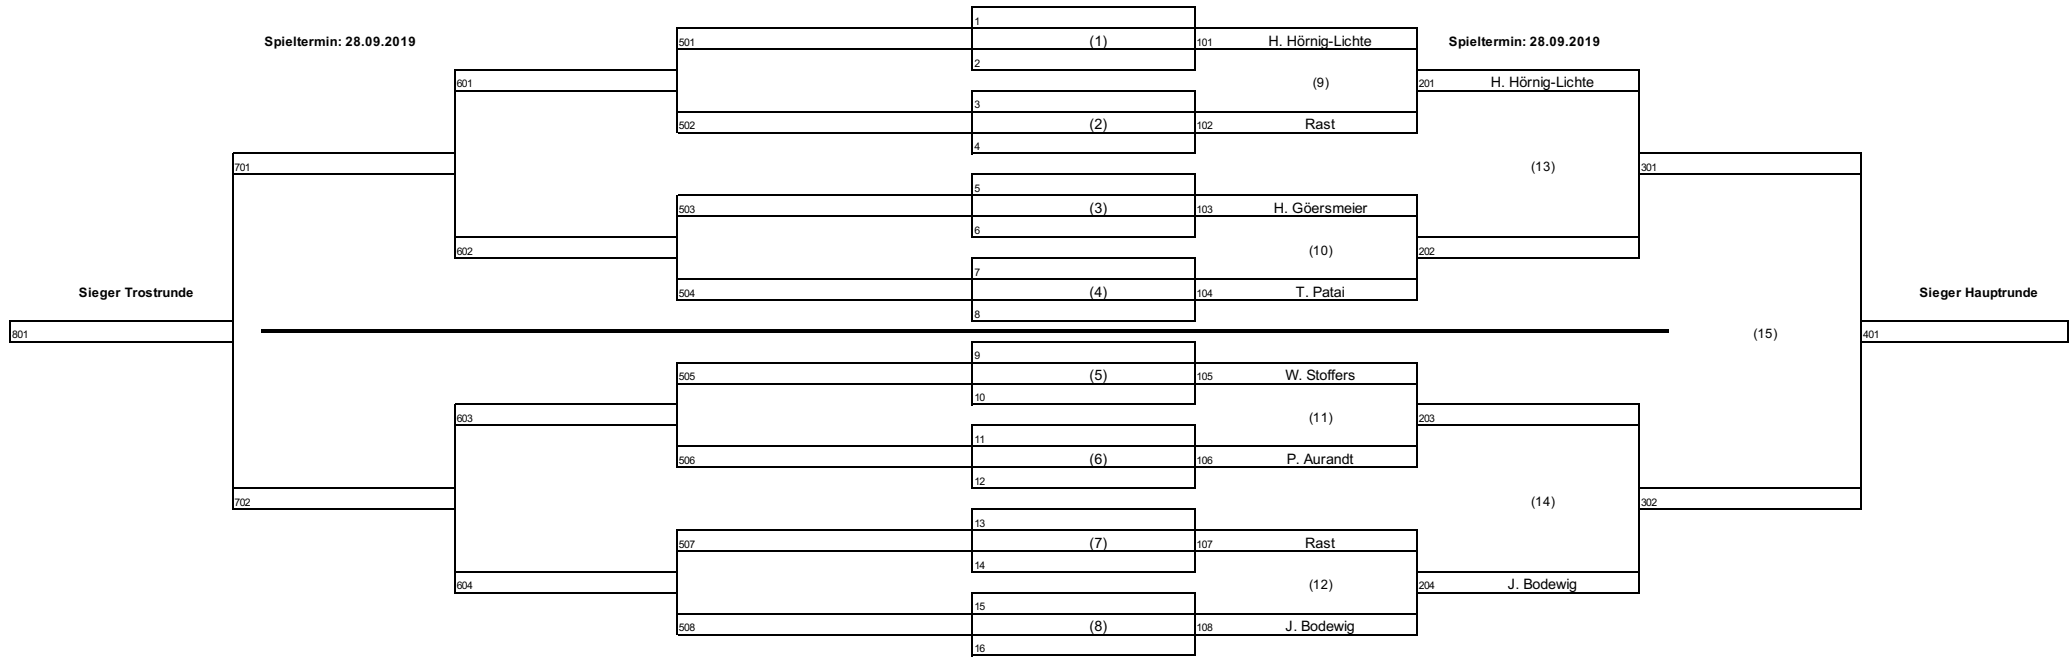 1
Spieltermin: 28.09.2019 501 (1) 101 H. Hörnig-Lichte Spieltermin: 28.09.2019
2
601 (9) 201 H. Hörnig-Lichte
3
502 (2) 102 Rast
4
701 (13) 301
5
503 (3) 103 H. Göersmeier
6
602 (10) 202
7
Sieger Trostrunde 504 (4) 104 T. Patai Sieger Hauptrunde
8
801 (15) 401
9
505 (5) 105 W. Stoffers
10
603 (11) 203
11
506 (6) 106 P. Aurandt
12
702 (14) 302
13
507 (7) 107 Rast
14
604 (12) 204 J. Bodewig
15
508 (8) 108 J. Bodewig
16